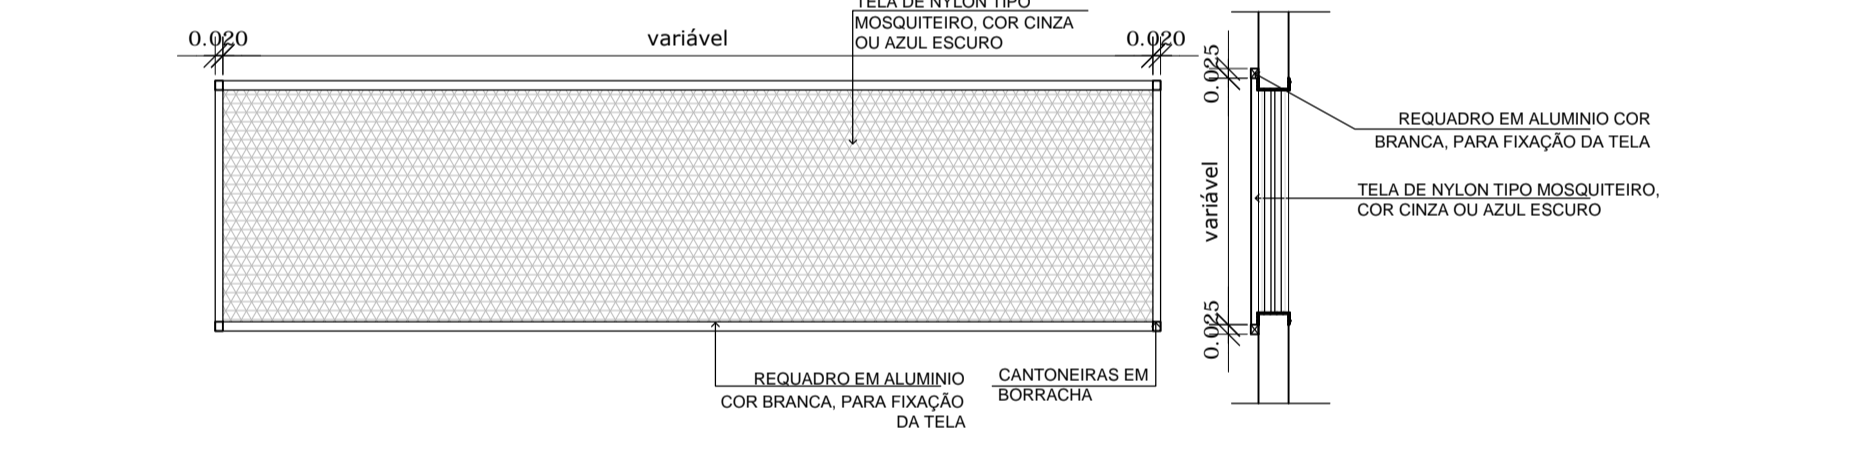 TELA DE NYLON TIPO
MOSQUITEIRO, COR CINZA
OU AZUL ESCURO
0.020
variável
0.020
0.025
variável
0.025
REQUADRO EM ALUMINIO COR
BRANCA, PARA FIXAÇÃO DA TELA
TELA DE NYLON TIPO MOSQUITEIRO,
COR CINZA OU AZUL ESCURO
REQUADRO EM ALUMINIO
COR BRANCA, PARA FIXAÇÃO
DA TELA
CANTONEIRAS EM
BORRACHA